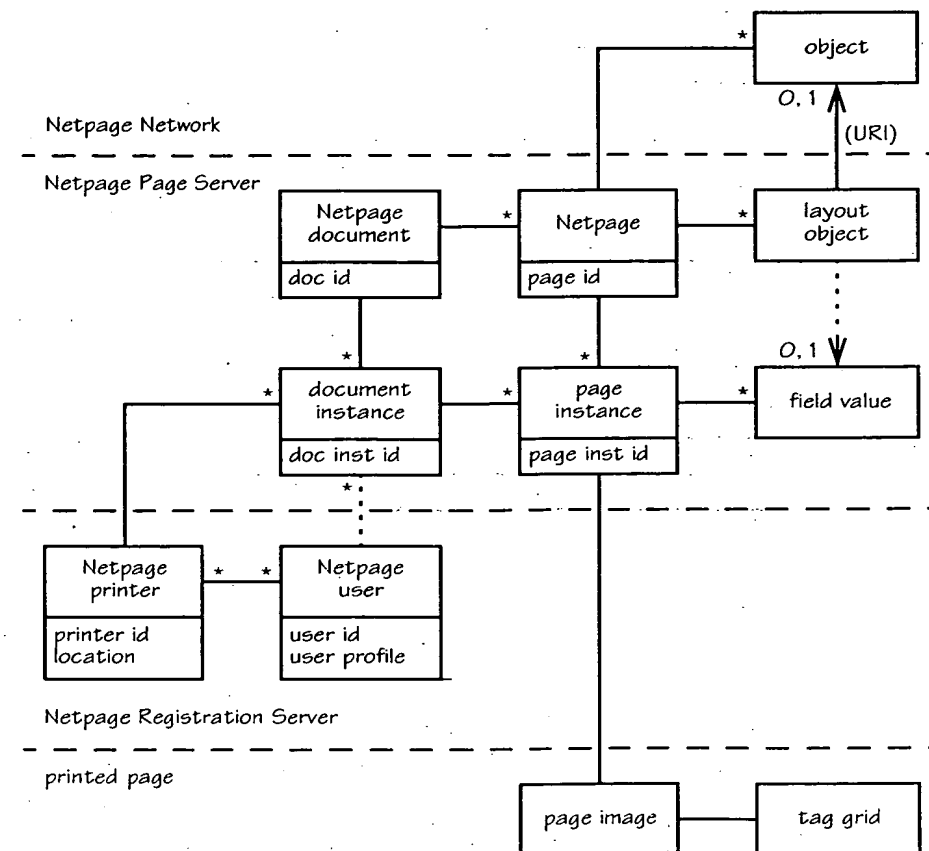 *
object
0, 1
(URI)
Netpage Network
Netpage Page Server
Netpage
document
doc id
*
Netpage
page id
*
layout
object
*
*
0, 1
*
document
instance
doc inst id
*
page
instance
page inst id
*
field value
*
Netpage
printer
printer id
location
*
*
Netpage
user
user id
user profile
Netpage Registration Server
printed page
page image
tag grid